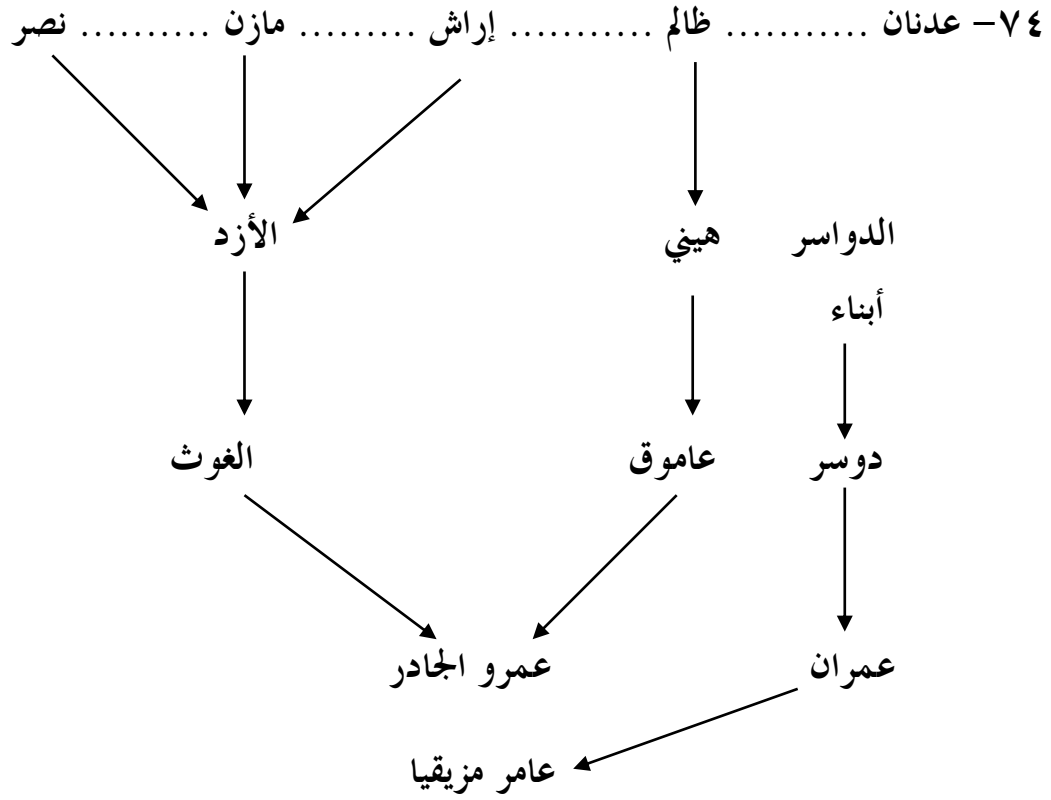 ٧٤– عدنان ........... ظالم ........... إراش ......... مازن .......... نصر
الدواسر هيني الأزد
أبناء
دوسر عاموق الغوث
عمران عمرو الجادر
عامر مزيقيا